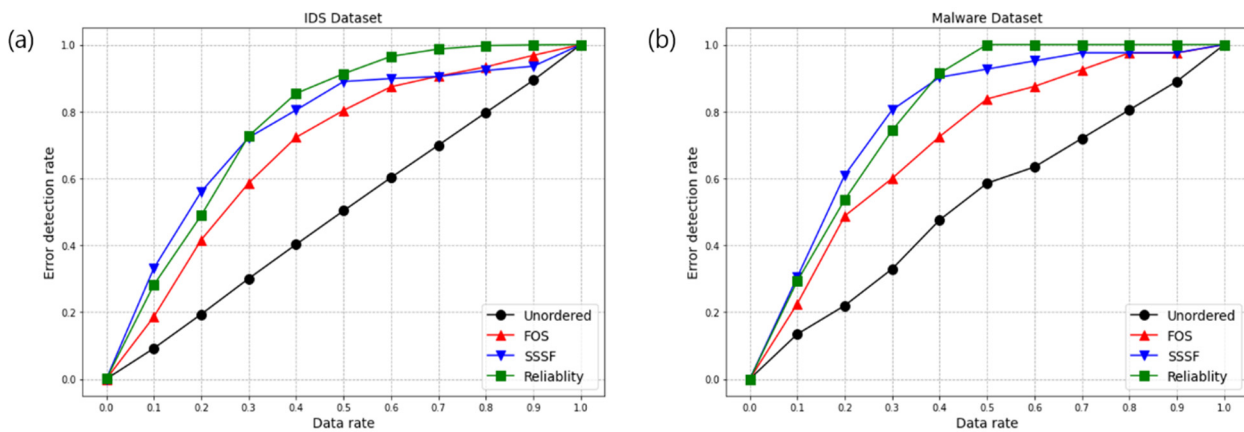 (a)
IDS Dataset
Error detection rate
1.0
0.8
0.6
0.4
0.2
0.0
0.0 0.1 0.2 0.3 0.4 0.5 0.6 0.7 0.8 0.9 1.0
Data rate
Unordered
FOS
SSSF
Reliablity
(b)
Malware Dataset
Error detection rate
1.0
0.8
0.6
0.4
0.2
0.0
0.0 0.1 0.2 0.3 0.4 0.5 0.6 0.7 0.8 0.9 1.0
Data rate
Unordered
FOS
SSSF
Reliablity